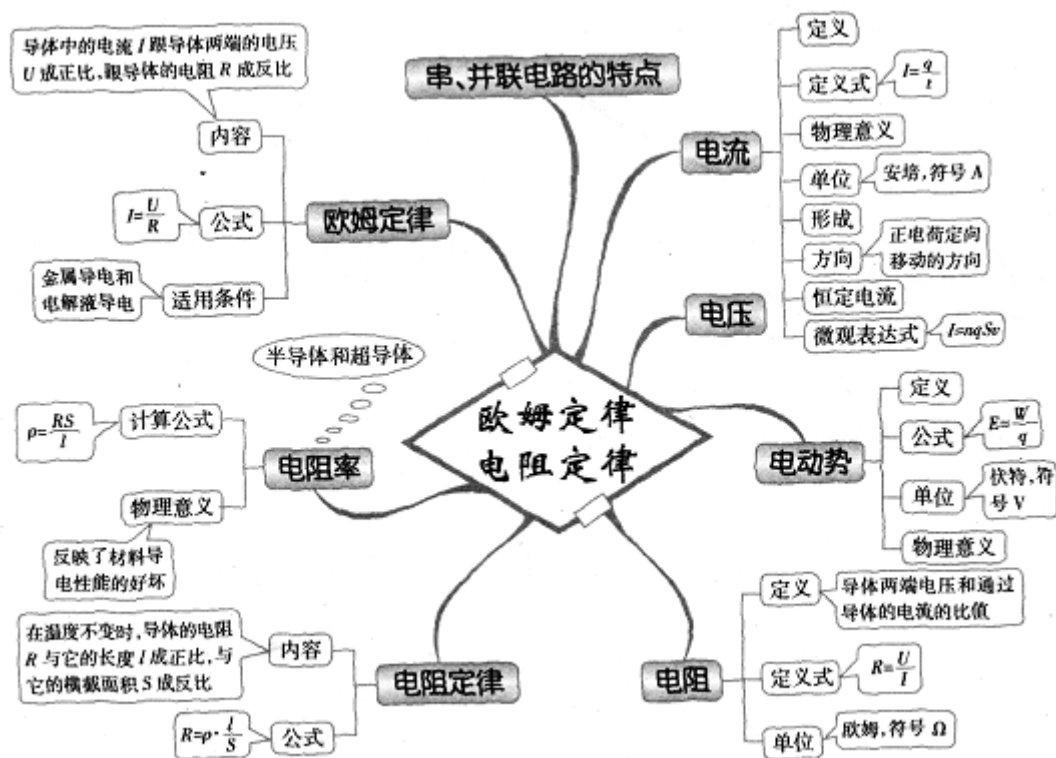 欧姆定律
电阻定律
串、并联电路的特点
电流
定义
定义式
I=q/t
物理意义
单位
安培,符号 A
形成
方向
正电荷定向
移动的方向
恒定电流
微观表达式
I=nqSv
电压
电动势
定义
公式
E=W/q
单位
伏特,符
号 V
物理意义
电阻
定义
导体两端电压和通过
导体的电流的比值
定义式
R=U/I
单位
欧姆,符号 Ω
电阻定律
内容
在温度不变时,导体的电阻
R 与它的长度 l 成正比,与
它的横截面积 S 成反比
公式
R=ρ·l/S
电阻率
半导体和超导体
计算公式
ρ=RS/l
物理意义
反映了材料导
电性能的好坏
欧姆定律
内容
导体中的电流 I 跟导体两端的电压
U 成正比,跟导体的电阻 R 成反比
公式
I=U/R
适用条件
金属导电和
电解液导电